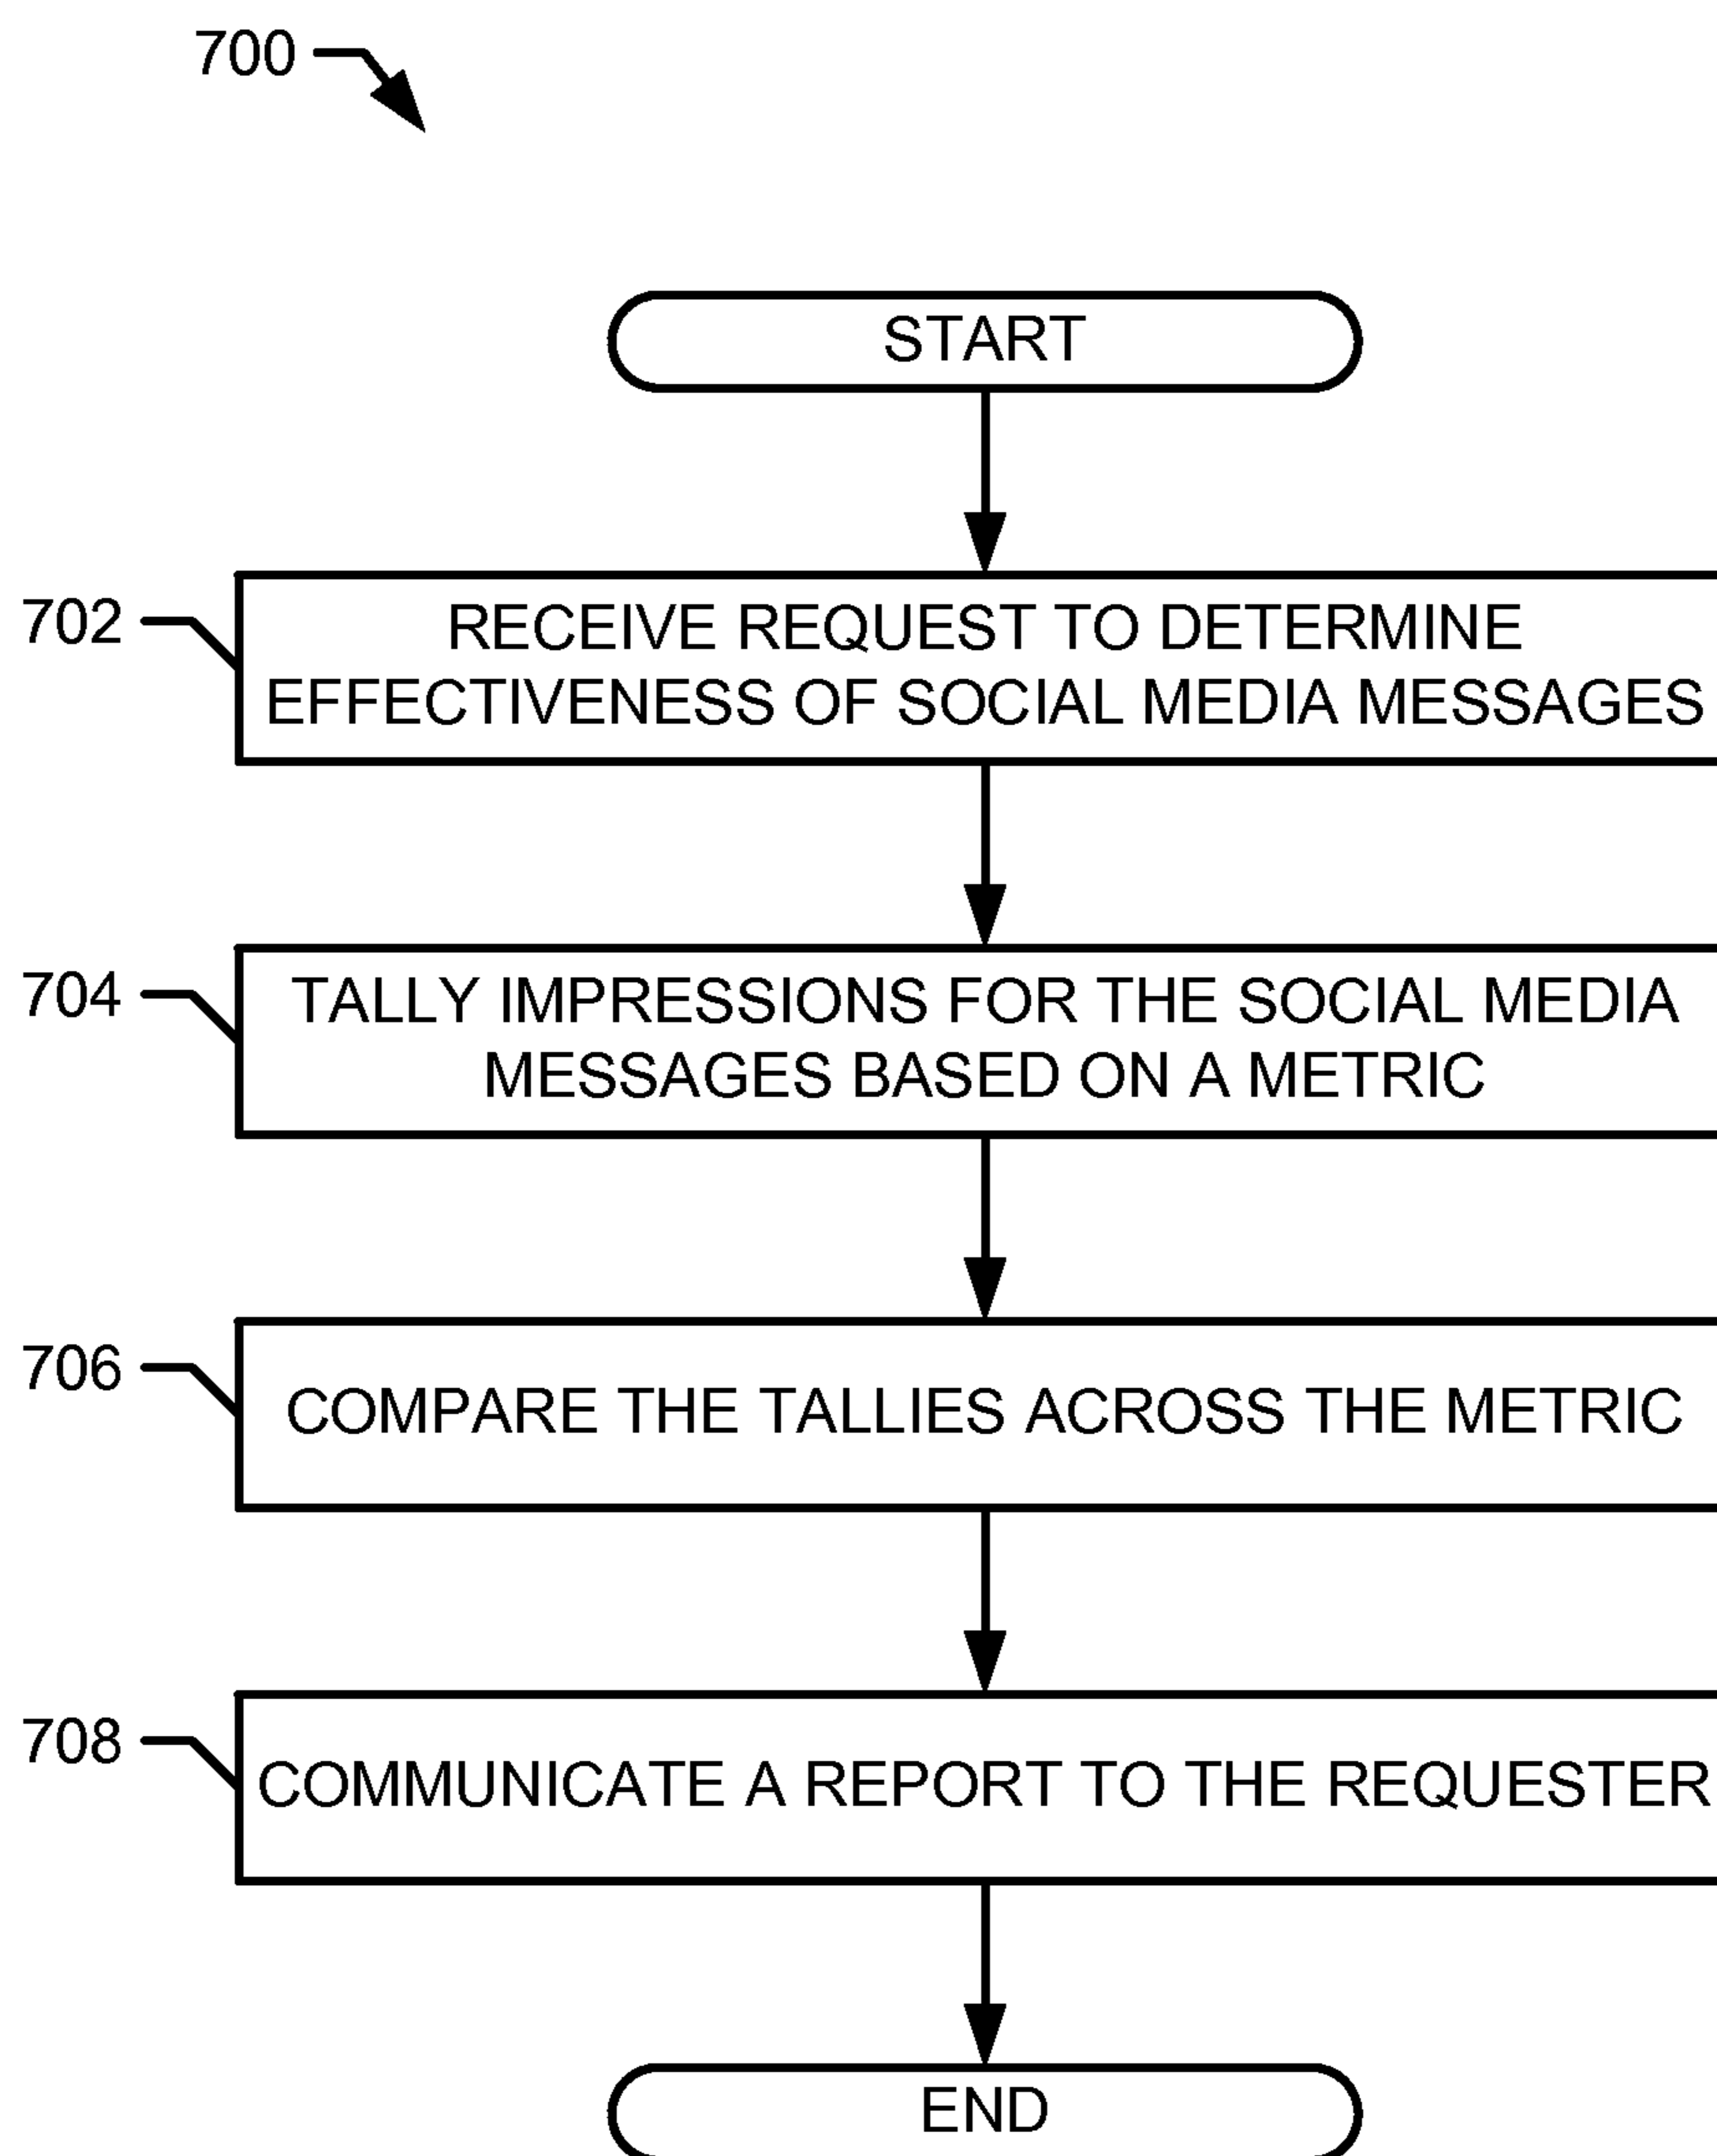 700
START
702
RECEIVE REQUEST TO DETERMINE
EFFECTIVENESS OF SOCIAL MEDIA MESSAGES
704
TALLY IMPRESSIONS FOR THE SOCIAL MEDIA
MESSAGES BASED ON A METRIC
706
COMPARE THE TALLIES ACROSS THE METRIC
708
COMMUNICATE A REPORT TO THE REQUESTER
END